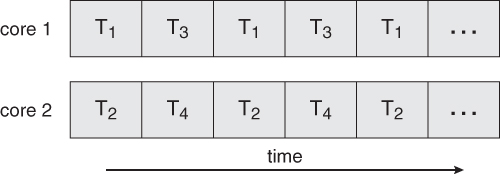 core 1 T₁ T₃ T₁ T₃ T₁ ...
core 2 T₂ T₄ T₂ T₄ T₂ ...
time